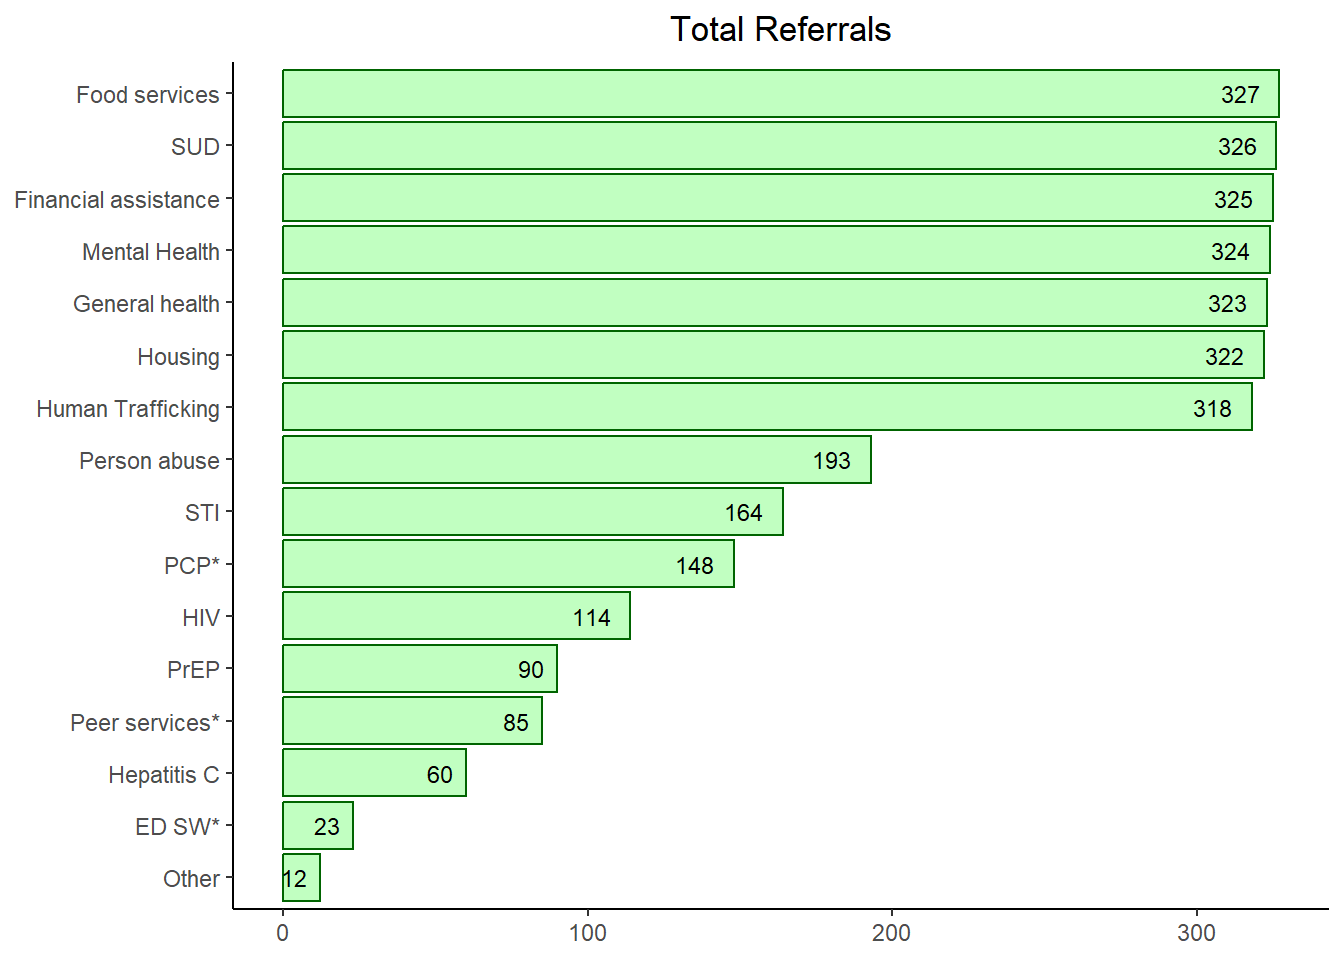 Total Referrals
Food services 327
SUD 326
Financial assistance 325
Mental Health 324
General health 323
Housing 322
Human Trafficking 318
Person abuse 193
STI 164
PCP* 148
HIV 114
PrEP 90
Peer services* 85
Hepatitis C 60
ED SW* 23
Other 12
0 100 200 300